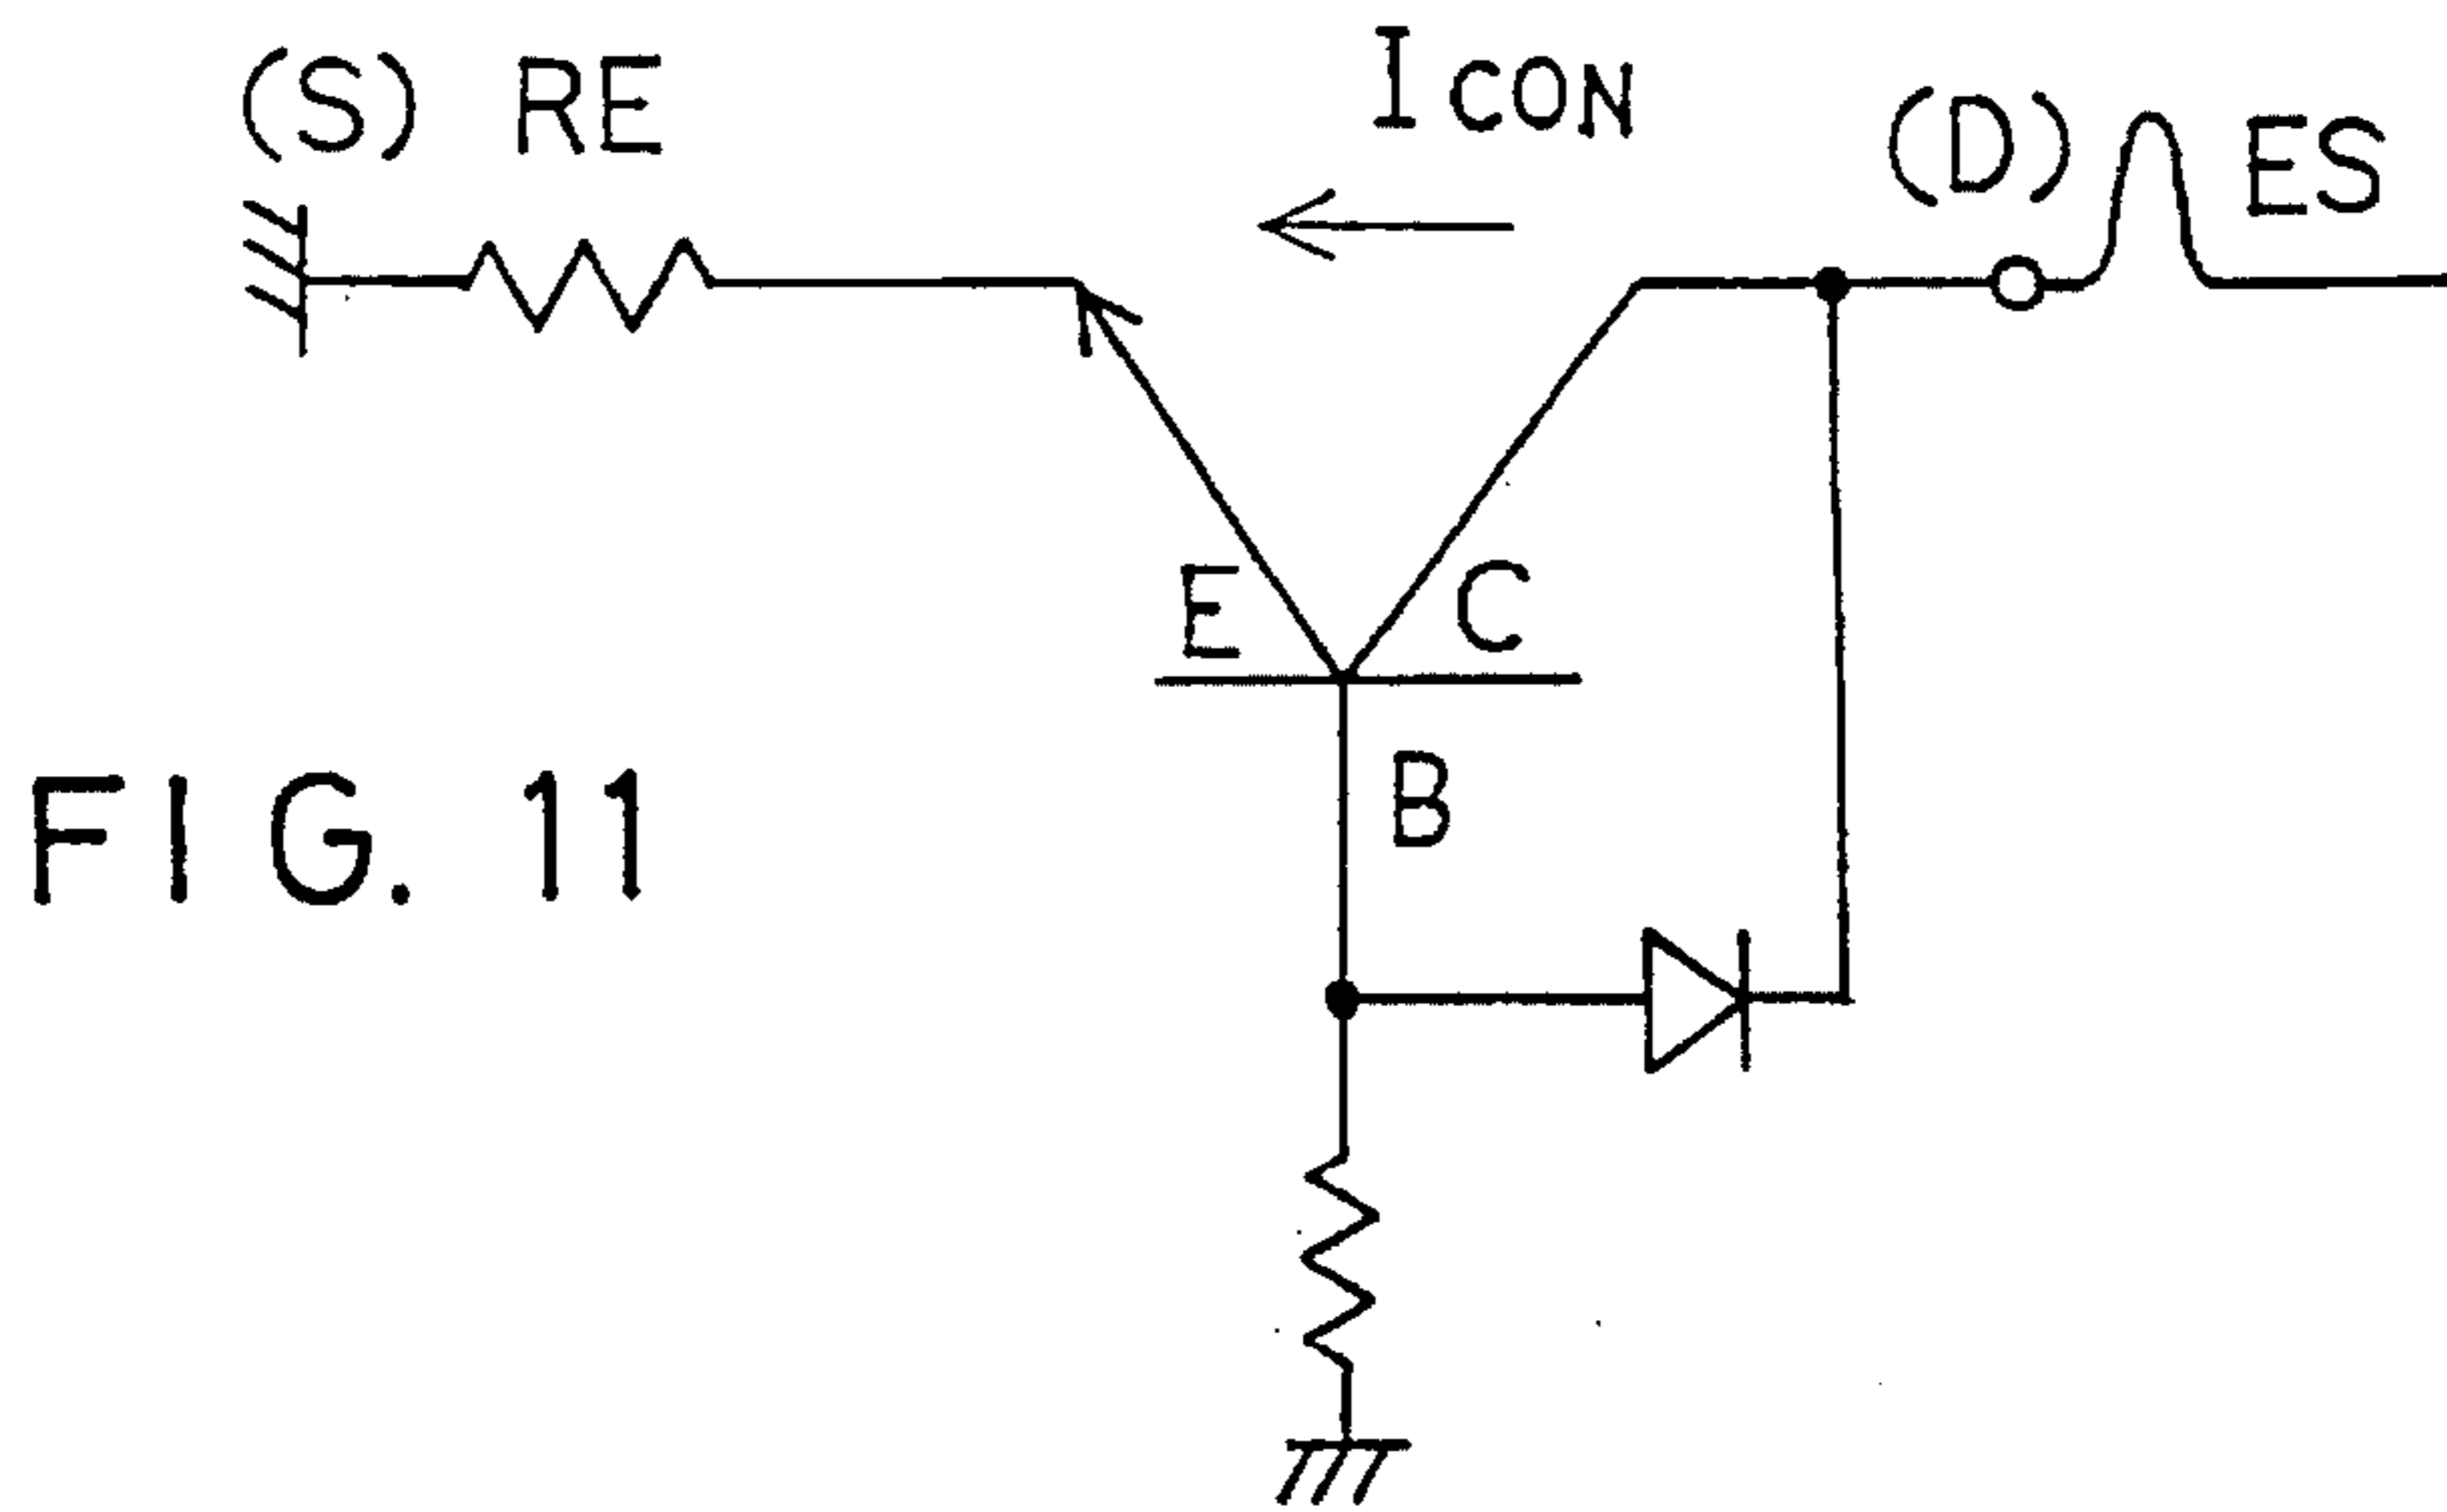 (S) RE
ICON
(D)
ES
E
C
B
FIG. 11